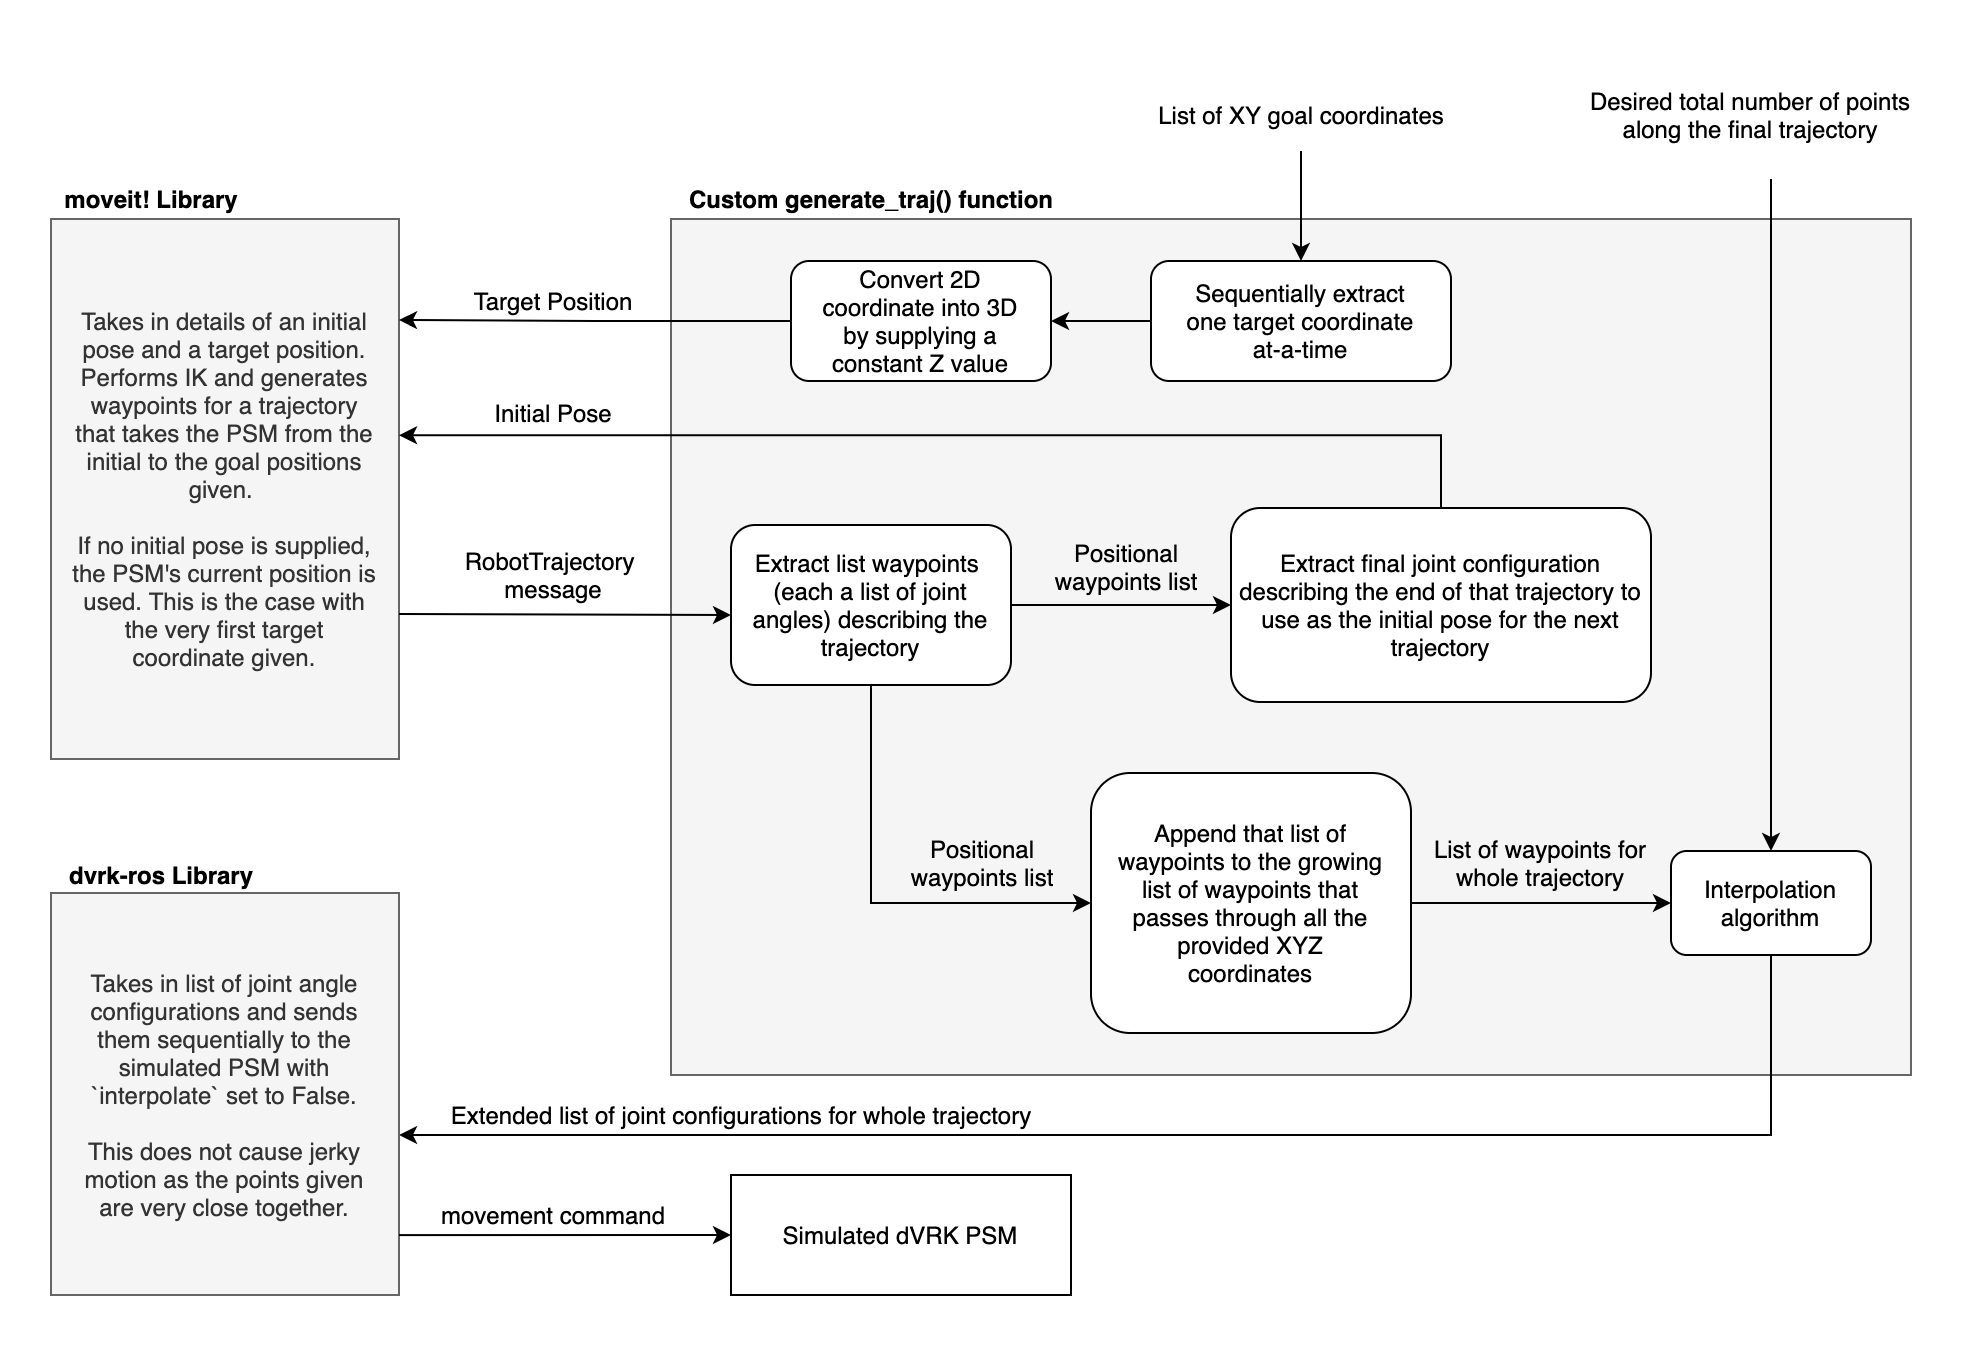 List of XY goal coordinates
Desired total number of points
along the final trajectory
moveit! Library
Takes in details of an initial
pose and a target position.
Performs IK and generates
waypoints for a trajectory
that takes the PSM from the
initial to the goal positions
given.
If no initial pose is supplied,
the PSM's current position is
used. This is the case with
the very first target
coordinate given.
Custom generate_traj() function
Target Position
Convert 2D
coordinate into 3D
by supplying a
constant Z value
Sequentially extract
one target coordinate
at-a-time
Initial Pose
RobotTrajectory
message
Extract list waypoints
(each a list of joint
angles) describing the
trajectory
Positional
waypoints list
Extract final joint configuration
describing the end of that trajectory to
use as the initial pose for the next
trajectory
Positional
waypoints list
Append that list of
waypoints to the growing
list of waypoints that
passes through all the
provided XYZ
coordinates
List of waypoints for
whole trajectory
Interpolation
algorithm
dvrk-ros Library
Takes in list of joint angle
configurations and sends
them sequentially to the
simulated PSM with
`interpolate` set to False.
This does not cause jerky
motion as the points given
are very close together.
Extended list of joint configurations for whole trajectory
movement command
Simulated dVRK PSM